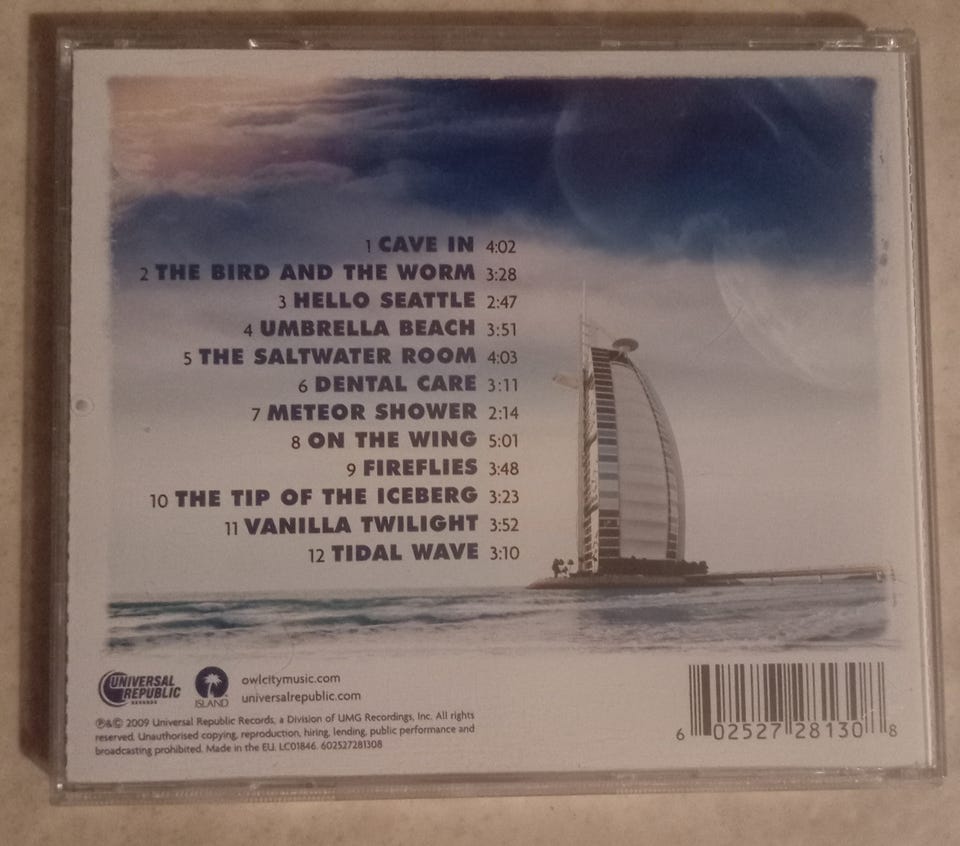 1 CAVE IN 4:02
2 THE BIRD AND THE WORM 3:28
3 HELLO SEATTLE 2:47
4 UMBRELLA BEACH 3:51
5 THE SALTWATER ROOM 4:03
6 DENTAL CARE 3:11
7 METEOR SHOWER 2:14
8 ON THE WING 5:01
9 FIREFLIES 3:48
10 THE TIP OF THE ICEBERG 3:23
11 VANILLA TWILIGHT 3:52
12 TIDAL WAVE 3:10
UNIVERSAL
REPUBLIC
RECORDS
ISLAND
owlcitymusic.com
universalrepublic.com
℗&© 2009 Universal Republic Records, a Division of UMG Recordings, Inc. All rights
reserved. Unauthorised copying, reproduction, hiring, lending, public performance and
broadcasting prohibited. Made in the EU. LC01846. 602527281308
6 02527 28130 8